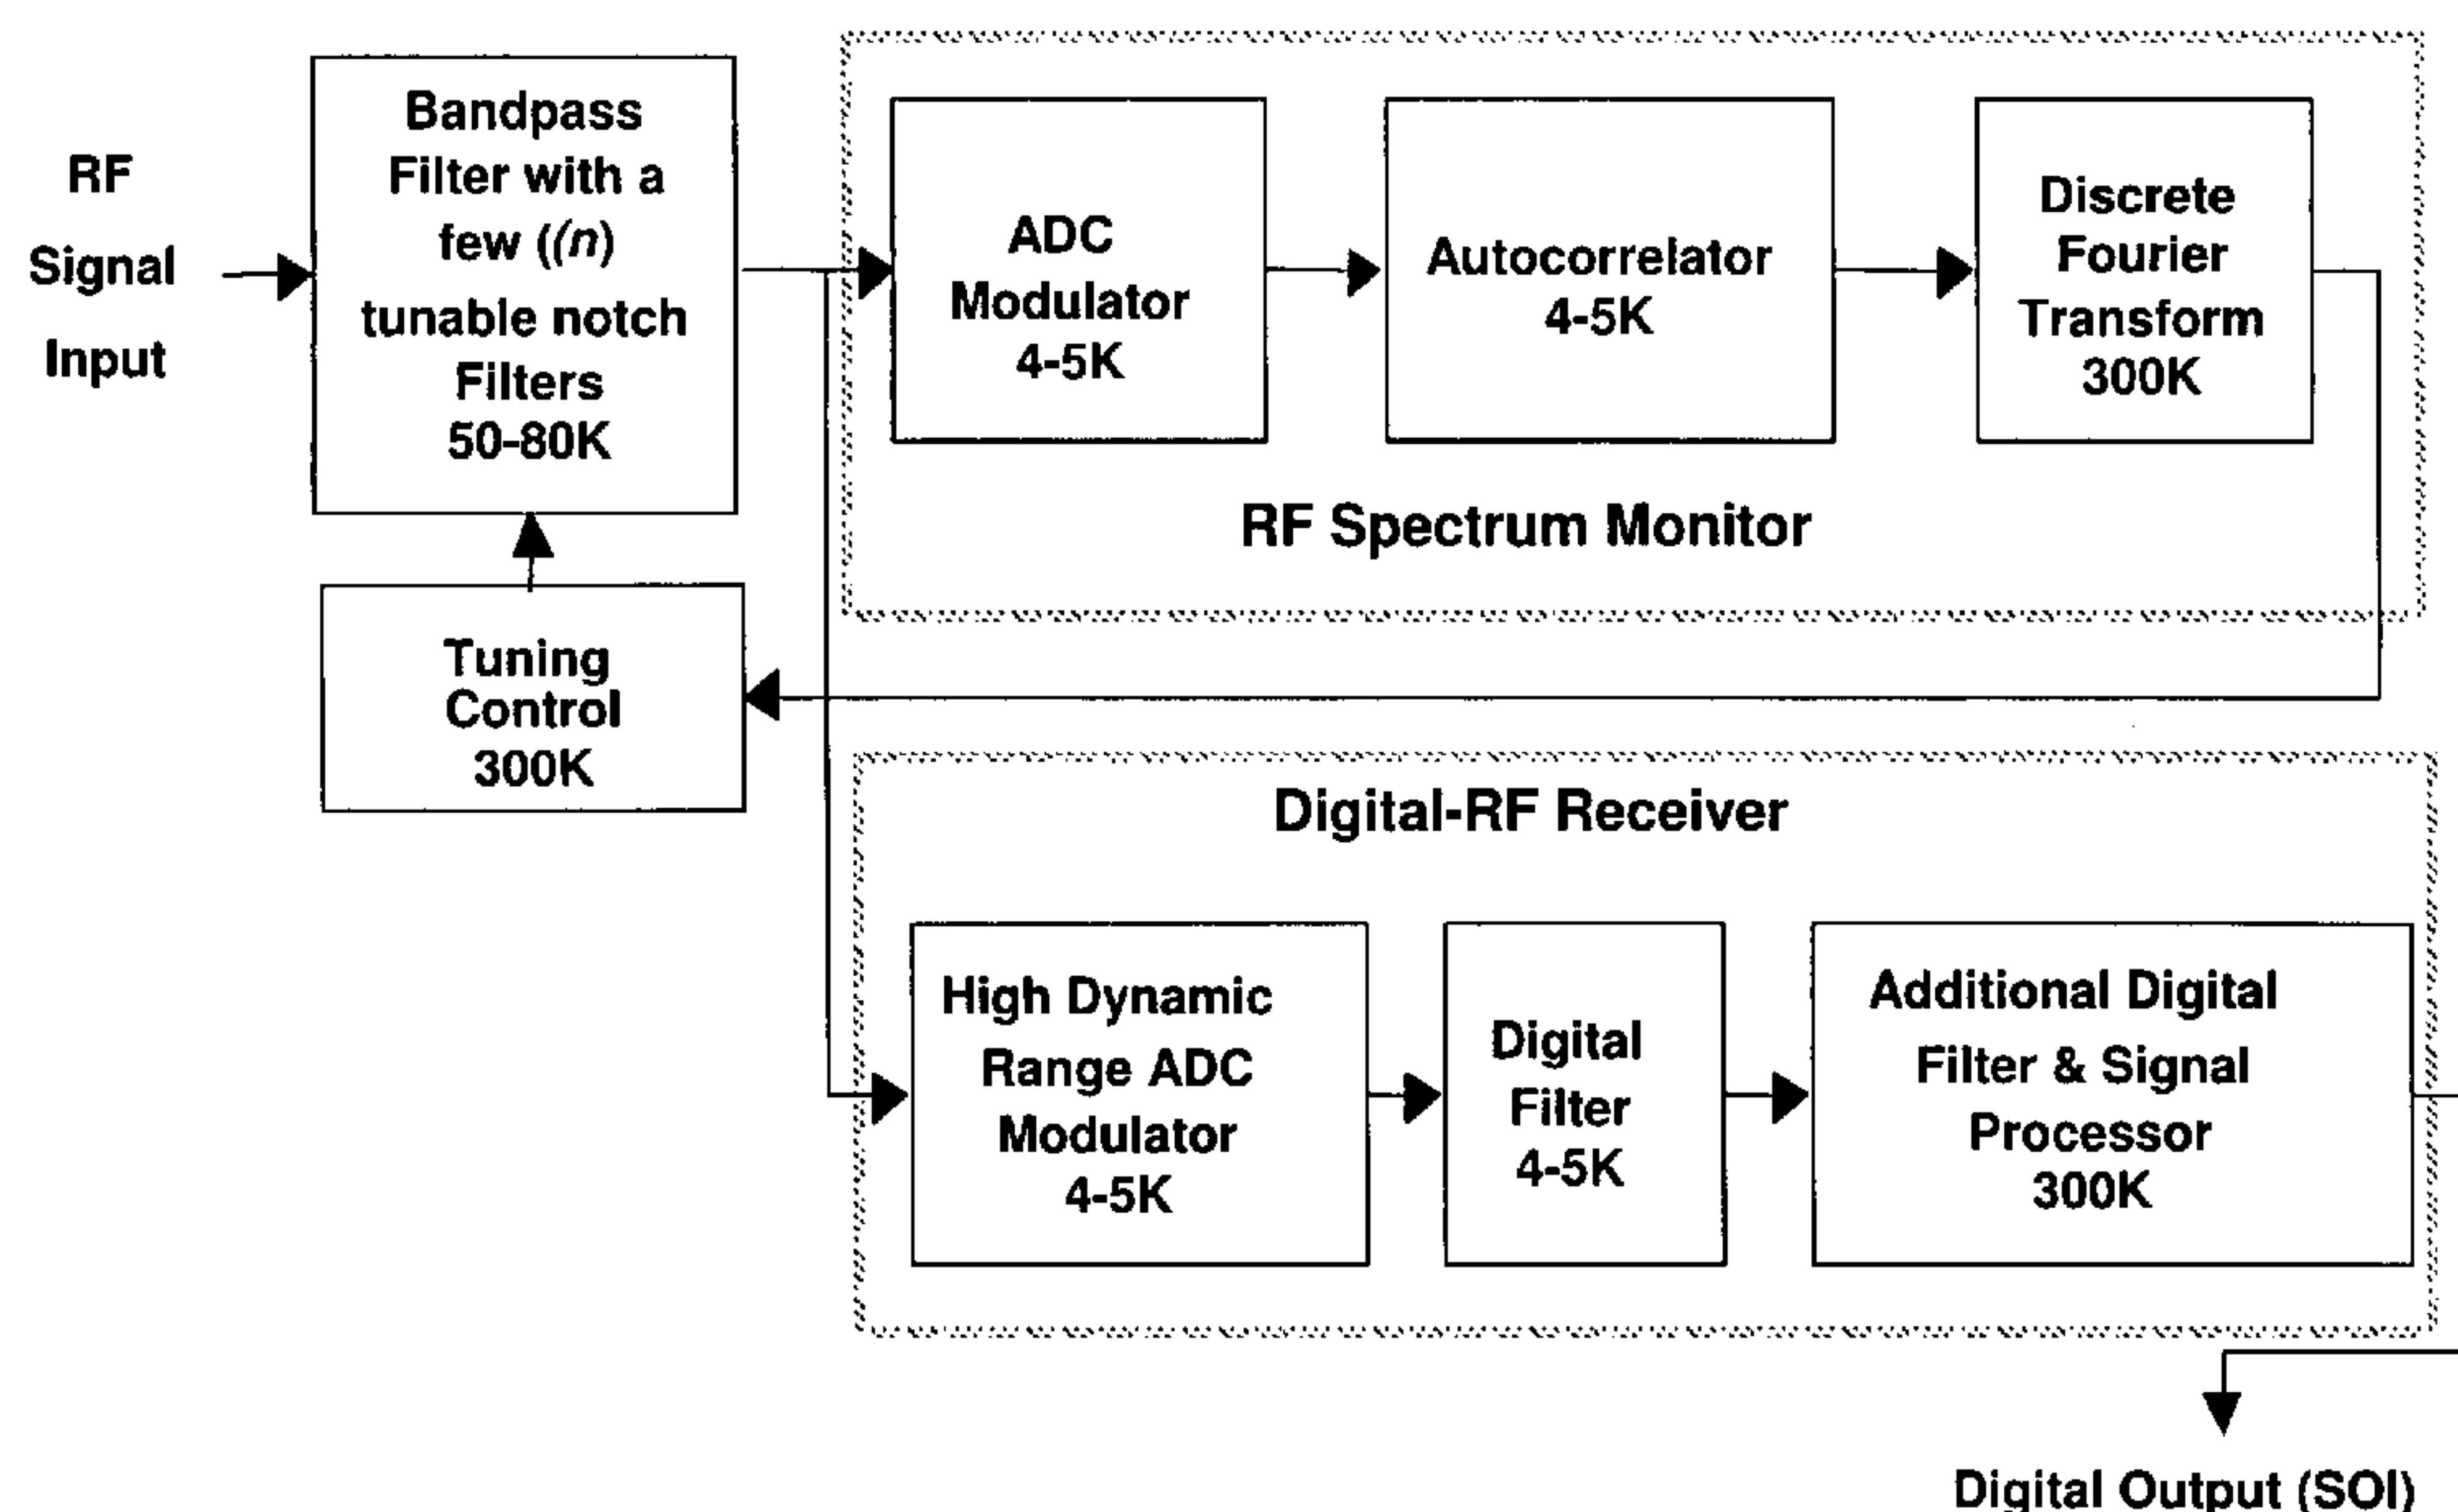 RF
Signal
Input
Bandpass
Filter with a
few ((n)
tunable notch
Filters
50-80K
Tuning
Control
300K
ADC
Modulator
4-5K
Autocorrelator
4-5K
Discrete
Fourier
Transform
300K
RF Spectrum Monitor
Digital-RF Receiver
High Dynamic
Range ADC
Modulator
4-5K
Digital
Filter
4-5K
Additional Digital
Filter & Signal
Processor
300K
Digital Output (SOI)